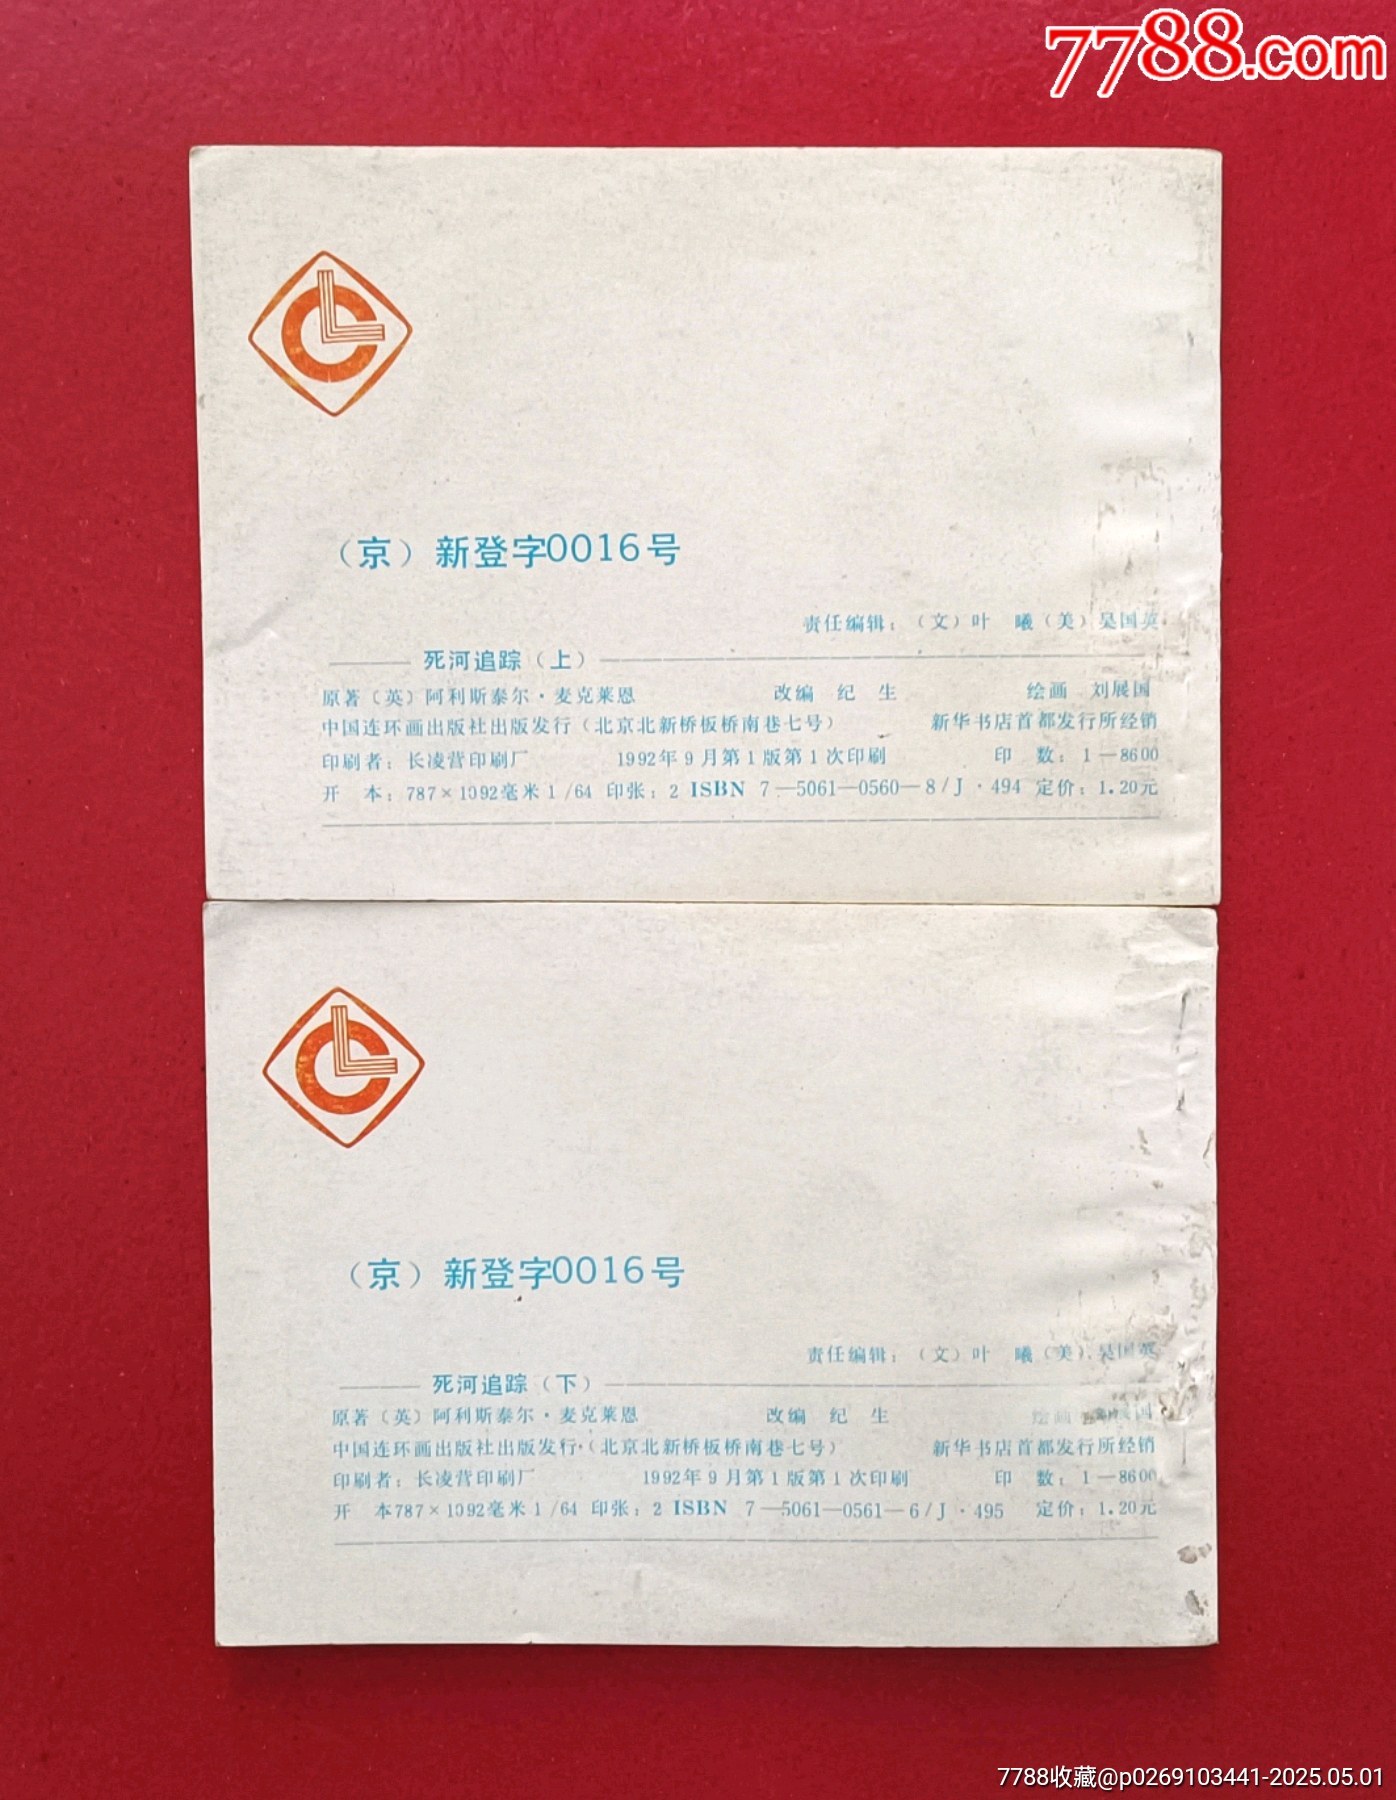 7788.com
（京）新登字0016号
责任编辑：（文）叶　曦（美）吴国英
死河追踪（上）
原著（英）阿利斯泰尔·麦克莱恩　改编　纪　生　绘画　刘展国
中国连环画出版社出版发行（北京北新桥板桥南巷七号）　新华书店首都发行所经销
印刷者：长凌营印刷厂　1992年9月第1版第1次印刷　印　数：1—8600
开　本：787×1092毫米1/64 印张：2 ISBN 7—5061—0560—8/J·494 定价：1.20元
（京）新登字0016号
责任编辑：（文）叶　曦（美）吴国英
死河追踪（下）
原著（英）阿利斯泰尔·麦克莱恩　改编　纪　生　绘画　国
中国连环画出版社出版发行·（北京北新桥板桥南巷七号）　新华书店首都发行所经销
印刷者：长凌营印刷厂　1992年9月第1版第1次印刷　印　数：1—8600
开　本787×1092毫米1/64 印张：2 ISBN 7—5061—0561—6/J·495 定价：1.20元
7788收藏@p0269103441-2025.05.01